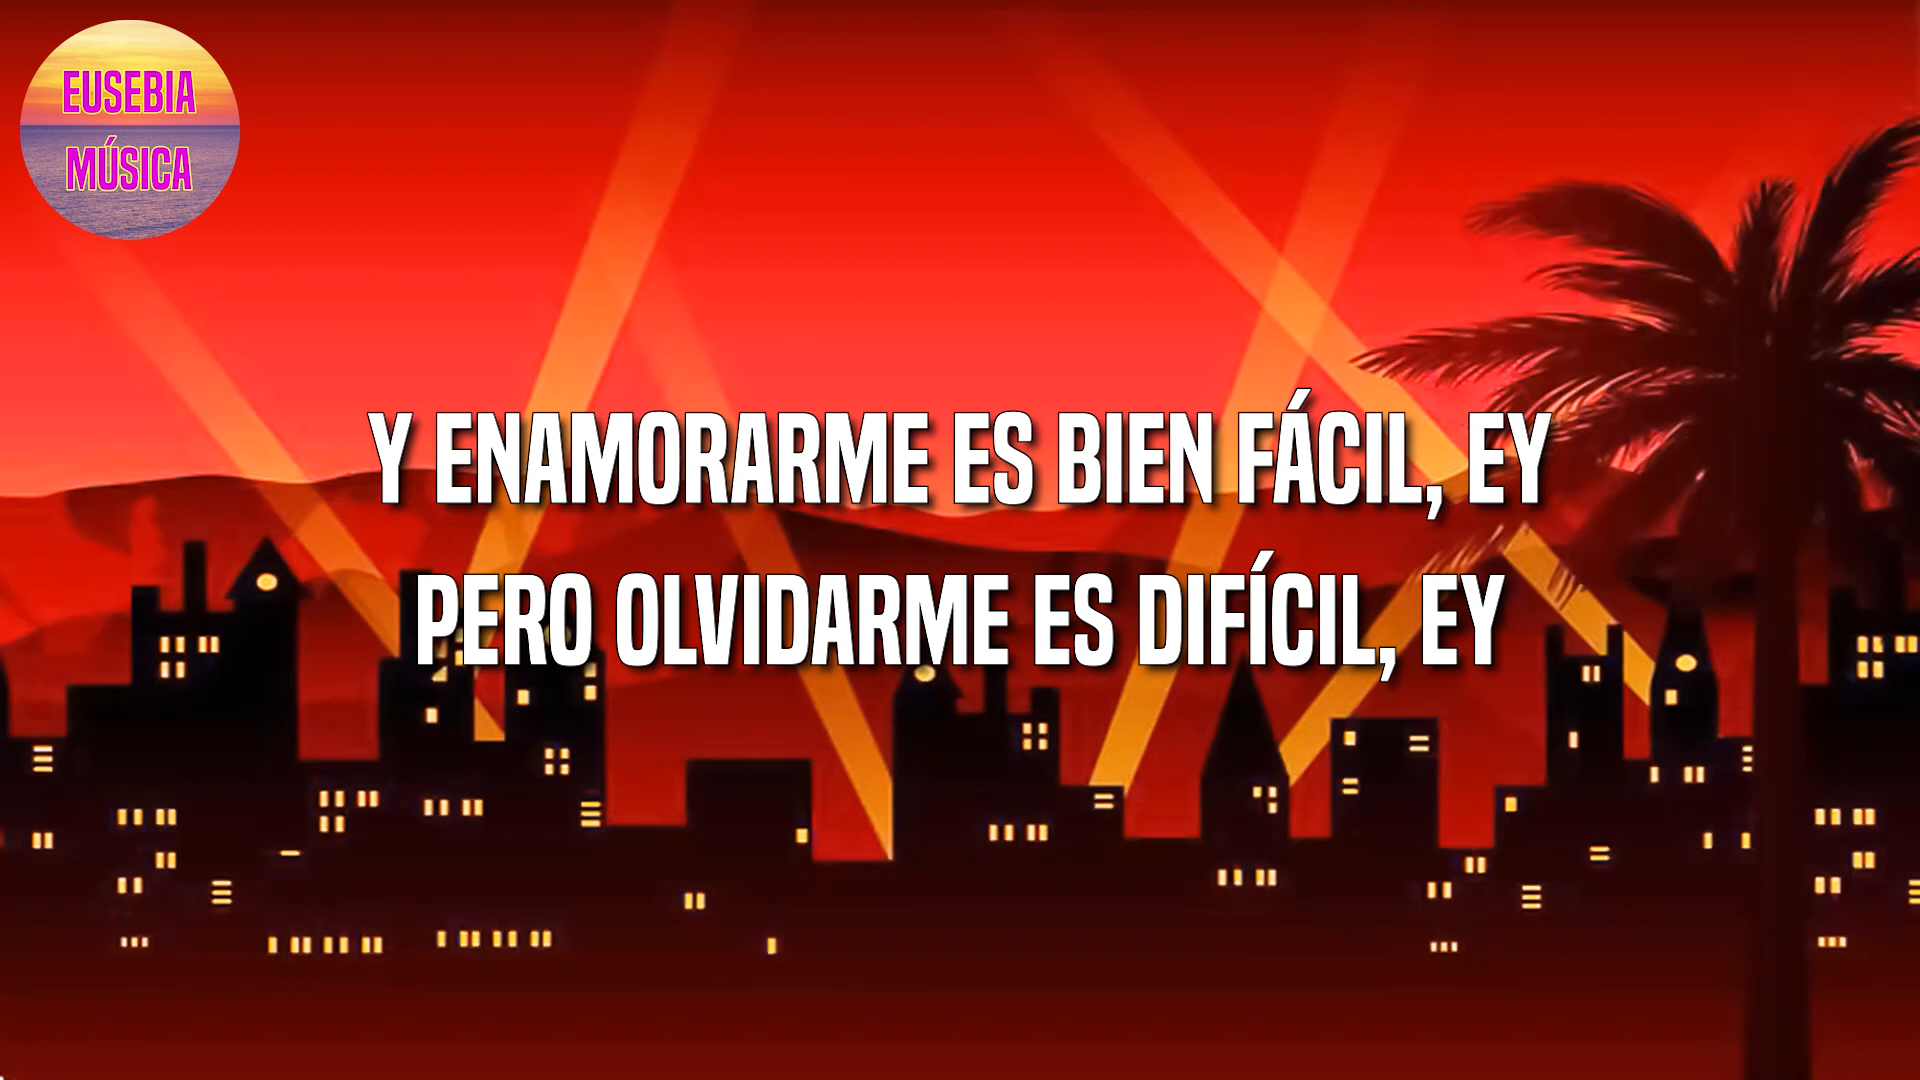 EUSEBIA
MÚSICA
Y ENAMORARME ES BIEN FÁCIL, EY
PERO OLVIDARME ES DIFÍCIL, EY